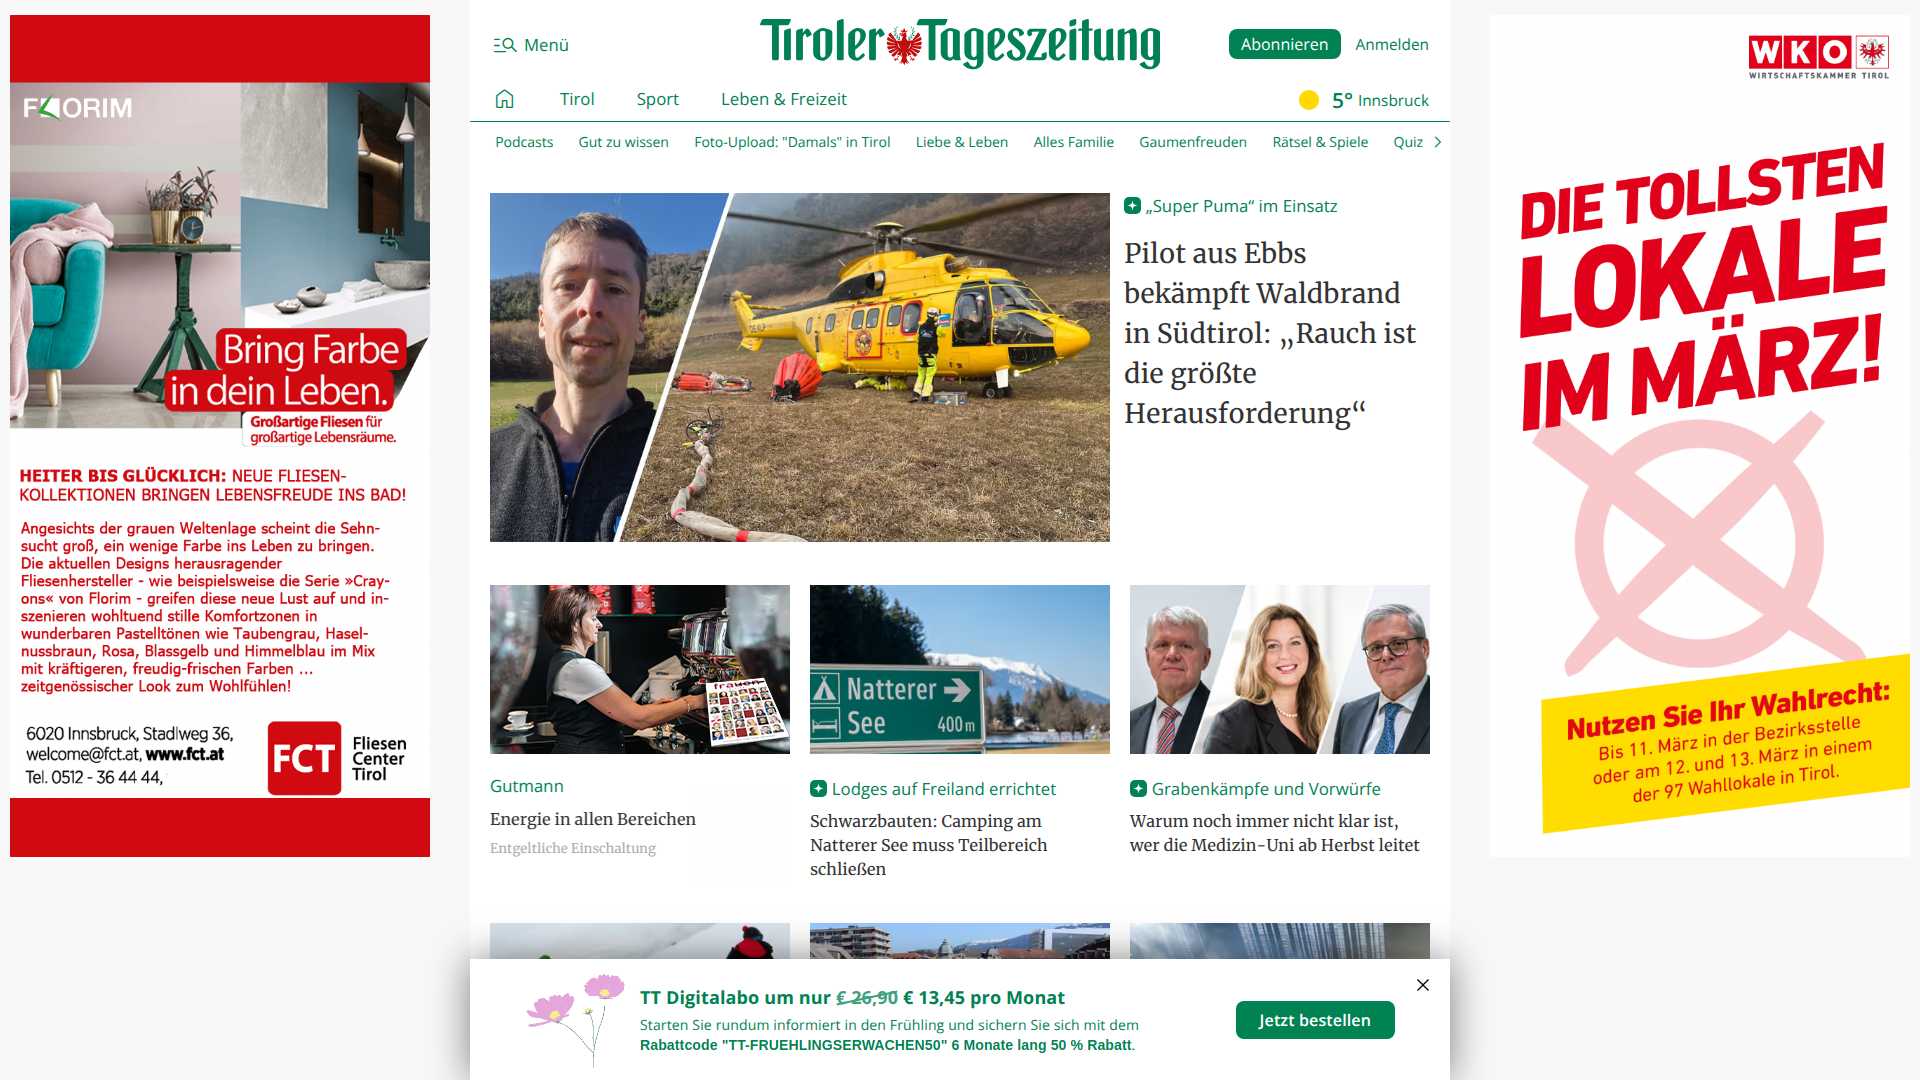 Menü
Tiroler Tageszeitung
Abonnieren
Anmelden
Tirol
Sport
Leben & Freizeit
5° Innsbruck
Podcasts
Gut zu wissen
Foto-Upload: "Damals" in Tirol
Liebe & Leben
Alles Familie
Gaumenfreuden
Rätsel & Spiele
Quiz
„Super Puma“ im Einsatz
Pilot aus Ebbs
bekämpft Waldbrand
in Südtirol: „Rauch ist
die größte
Herausforderung“
frauen
Natterer
See
400 m
Gutmann
Energie in allen Bereichen
Entgeltliche Einschaltung
Lodges auf Freiland errichtet
Schwarzbauten: Camping am
Natterer See muss Teilbereich
schließen
Grabenkämpfe und Vorwürfe
Warum noch immer nicht klar ist,
wer die Medizin-Uni ab Herbst leitet
TT Digitalabo um nur € 26,90 € 13,45 pro Monat
Starten Sie rundum informiert in den Frühling und sichern Sie sich mit dem
Rabattcode "TT-FRUEHLINGSERWACHEN50" 6 Monate lang 50 % Rabatt.
Jetzt bestellen
FLORIM
Bring Farbe
in dein Leben.
Großartige Fliesen für
großartige Lebensräume.
HEITER BIS GLÜCKLICH: NEUE FLIESEN-
KOLLEKTIONEN BRINGEN LEBENSFREUDE INS BAD!
Angesichts der grauen Weltenlage scheint die Sehn-
sucht groß, ein wenige Farbe ins Leben zu bringen.
Die aktuellen Designs herausragender
Fliesenhersteller - wie beispielsweise die Serie »Cray-
ons« von Florim - greifen diese neue Lust auf und in-
szenieren wohltuend stille Komfortzonen in
wunderbaren Pastelltönen wie Taubengrau, Hasel-
nussbraun, Rosa, Blassgelb und Himmelblau im Mix
mit kräftigeren, freudig-frischen Farben ...
zeitgenössischer Look zum Wohlfühlen!
6020 Innsbruck, Stadlweg 36,
welcome@fct.at, www.fct.at
Tel. 0512 - 36 44 44,
FCT
Fliesen
Center
Tirol
WKO
WIRTSCHAFTSKAMMER TIROL
DIE TOLLSTEN
LOKALE
IM MÄRZ!
Nutzen Sie Ihr Wahlrecht:
Bis 11. März in der Bezirksstelle
oder am 12. und 13. März in einem
der 97 Wahllokale in Tirol.